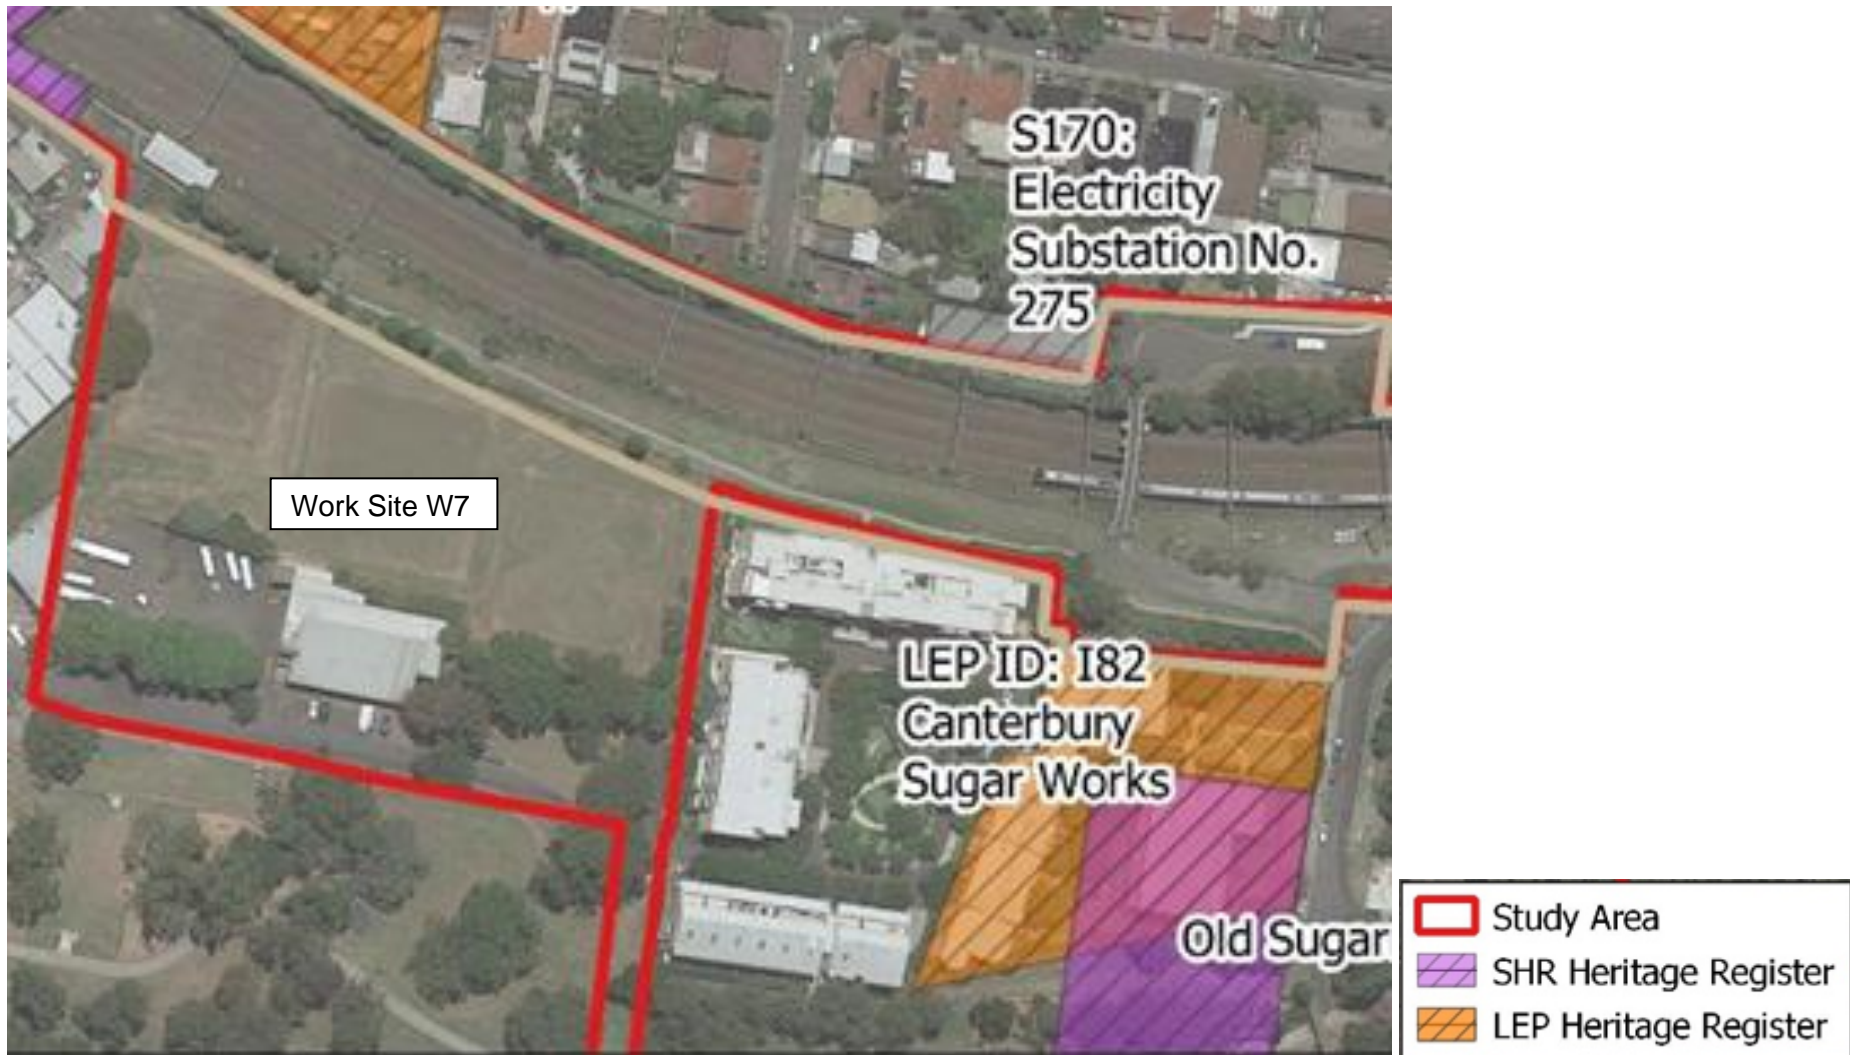 S170:
Electricity
Substation No.
275
Work Site W7
LEP ID: I82
Canterbury
Sugar Works
Old Sugar
Study Area
SHR Heritage Register
LEP Heritage Register